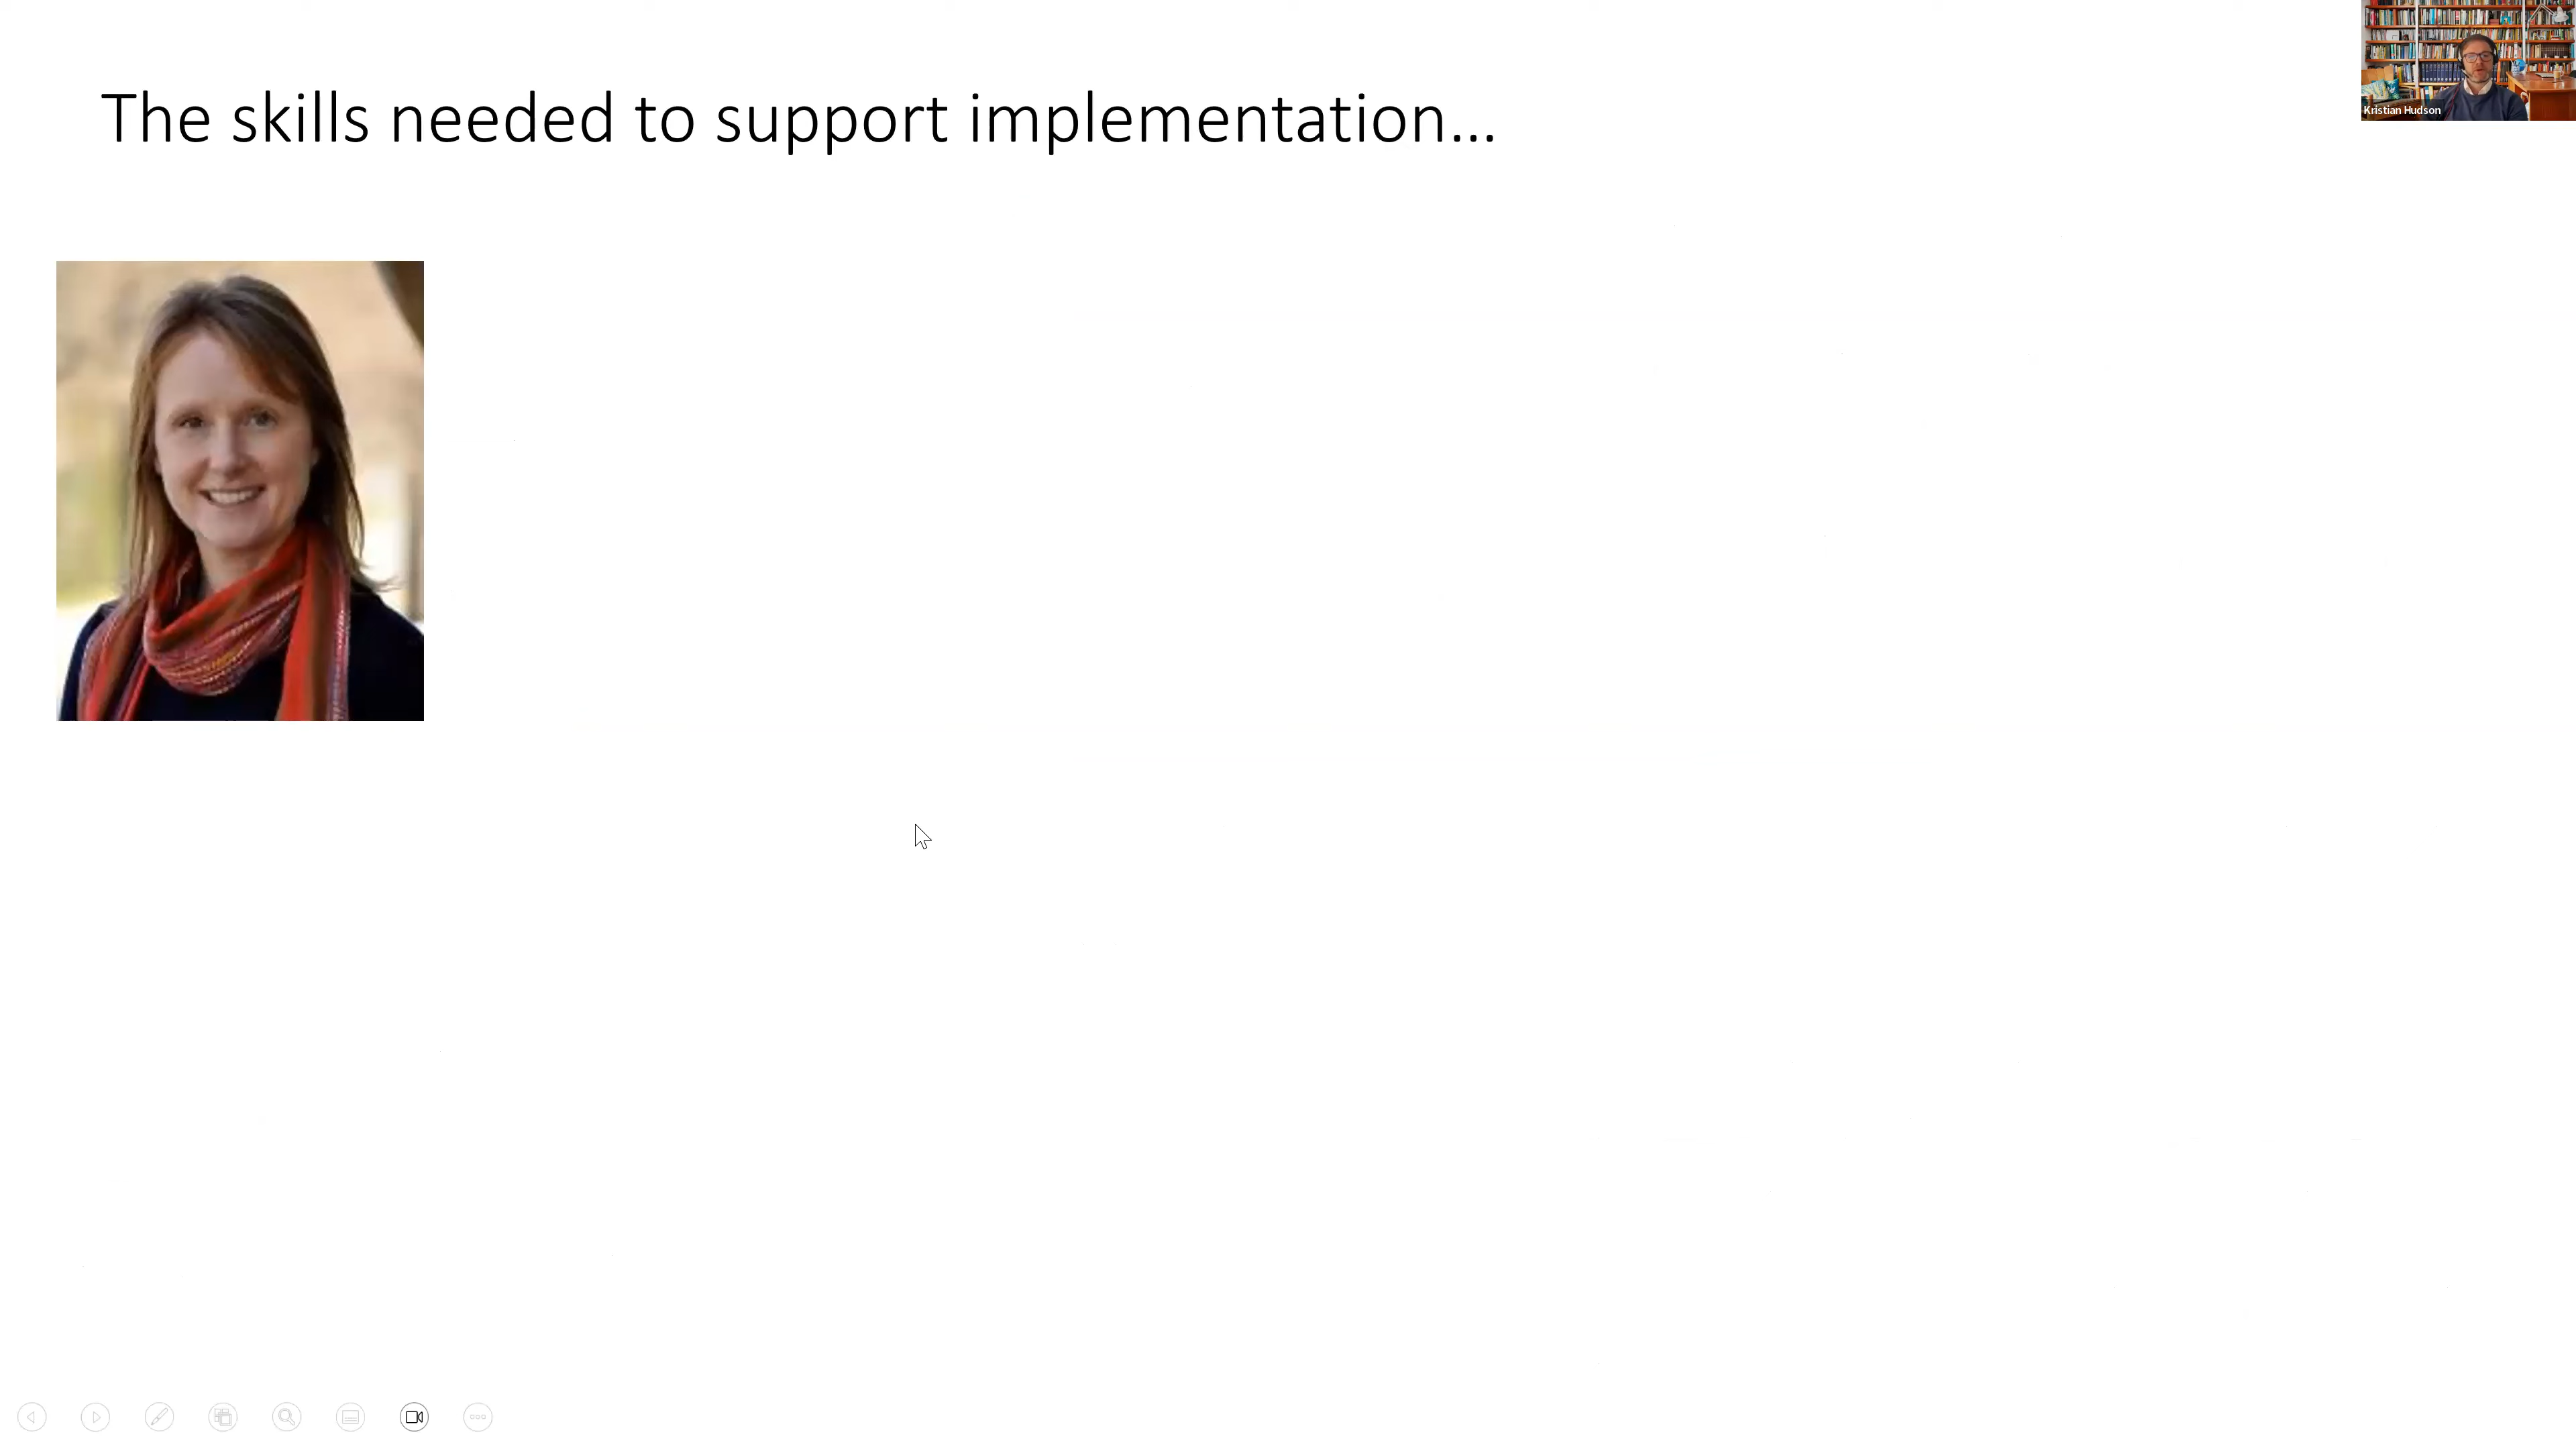 The skills needed to support implementation...
Kristian Hudson